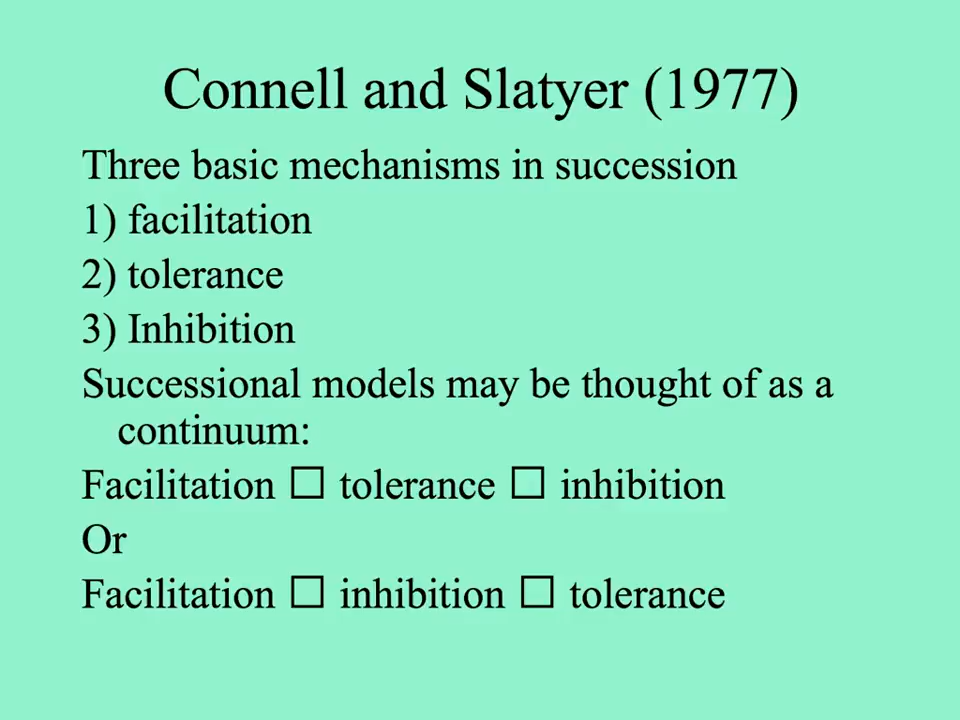 Connell and Slatyer (1977)
Three basic mechanisms in succession
1) facilitation
2) tolerance
3) Inhibition
Successional models may be thought of as a
continuum:
Facilitation □ tolerance □ inhibition
Or
Facilitation □ inhibition □ tolerance